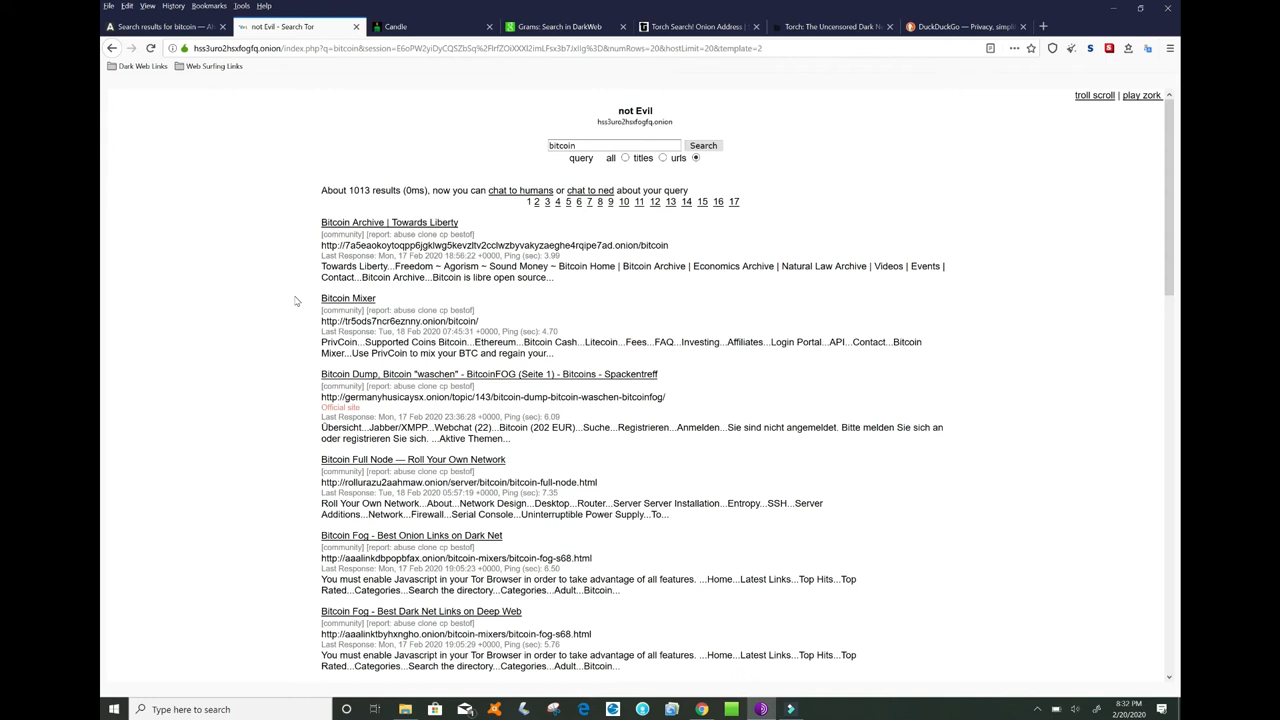 File Edit View History Bookmarks Tools Help
Search results for bitcoin — Al
not Evil - Search Tor
Candle
Grams: Search in DarkWeb
Torch Search! Onion Address |
Torch: The Uncensored Dark Ne
DuckDuckGo — Privacy, simplif
Dark Web Links Web Surfing Links
troll scroll | play zork
not Evil
hss3uro2hsxfogfq.onion
bitcoin Search
query all titles urls
About 1013 results (0ms), now you can chat to humans or chat to ned about your query
1 2 3 4 5 6 7 8 9 10 11 12 13 14 15 16 17
Bitcoin Archive | Towards Liberty
[community] [report: abuse clone cp bestof]
Last Response: Mon, 17 Feb 2020 18:56:22 +0000, Ping (sec): 3.99
Towards Liberty...Freedom ~ Agorism ~ Sound Money ~ Bitcoin Home | Bitcoin Archive | Economics Archive | Natural Law Archive | Videos | Events |
Contact...Bitcoin Archive...Bitcoin is libre open source...
Bitcoin Mixer
[community] [report: abuse clone cp bestof]
http://tr5ods7ncr6eznny.onion/bitcoin/
Last Response: Tue, 18 Feb 2020 07:45:31 +0000, Ping (sec): 4.70
PrivCoin...Supported Coins Bitcoin...Ethereum...Bitcoin Cash...Litecoin...Fees...FAQ...Investing...Affiliates...Login Portal...API...Contact...Bitcoin
Mixer...Use PrivCoin to mix your BTC and regain your...
Bitcoin Dump, Bitcoin "waschen" - BitcoinFOG (Seite 1) - Bitcoins - Spackentreff
[community] [report: abuse clone cp bestof]
http://germanyhusicaysx.onion/topic/143/bitcoin-dump-bitcoin-waschen-bitcoinfog/
Official site
Last Response: Mon, 17 Feb 2020 23:36:28 +0000, Ping (sec): 6.09
Übersicht...Jabber/XMPP...Webchat (22)...Bitcoin (202 EUR)...Suche...Registrieren...Anmelden...Sie sind nicht angemeldet. Bitte melden Sie sich an
oder registrieren Sie sich. ...Aktive Themen...
Bitcoin Full Node — Roll Your Own Network
[community] [report: abuse clone cp bestof]
http://rollurazu2aahmaw.onion/server/bitcoin/bitcoin-full-node.html
Last Response: Tue, 18 Feb 2020 05:57:19 +0000, Ping (sec): 7.35
Roll Your Own Network...About...Network Design...Desktop...Router...Server Server Installation...Entropy...SSH...Server
Additions...Network...Firewall...Serial Console...Uninterruptible Power Supply...To...
Bitcoin Fog - Best Onion Links on Dark Net
[community] [report: abuse clone cp bestof]
http://aaalinkdbpopbfax.onion/bitcoin-mixers/bitcoin-fog-s68.html
Last Response: Mon, 17 Feb 2020 19:05:23 +0000, Ping (sec): 6.50
You must enable Javascript in your Tor Browser in order to take advantage of all features. ...Home...Latest Links...Top Hits...Top
Rated...Categories...Search the directory...Categories...Adult...Bitcoin...
Bitcoin Fog - Best Dark Net Links on Deep Web
[community] [report: abuse clone cp bestof]
http://aaalinktbyhxngho.onion/bitcoin-mixers/bitcoin-fog-s68.html
Last Response: Mon, 17 Feb 2020 19:05:29 +0000, Ping (sec): 5.76
You must enable Javascript in your Tor Browser in order to take advantage of all features. ...Home...Latest Links...Top Hits...Top
Rated...Categories...Search the directory...Categories...Adult...Bitcoin...
Type here to search
8:32 PM
2/20/2020